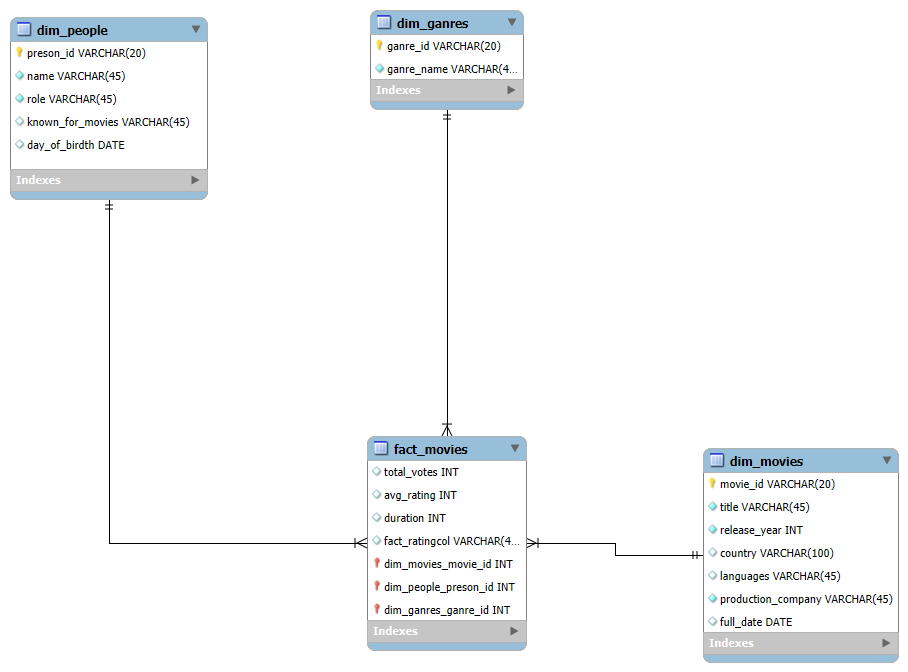 dim_people
preson_id VARCHAR(20)
name VARCHAR(45)
role VARCHAR(45)
known_for_movies VARCHAR(45)
day_of_birdth DATE
Indexes
dim_ganres
ganre_id VARCHAR(20)
ganre_name VARCHAR(4...
Indexes
fact_movies
total_votes INT
avg_rating INT
duration INT
fact_ratingcol VARCHAR(4...
dim_movies_movie_id INT
dim_people_preson_id INT
dim_ganres_ganre_id INT
Indexes
dim_movies
movie_id VARCHAR(20)
title VARCHAR(45)
release_year INT
country VARCHAR(100)
languages VARCHAR(45)
production_company VARCHAR(45)
full_date DATE
Indexes